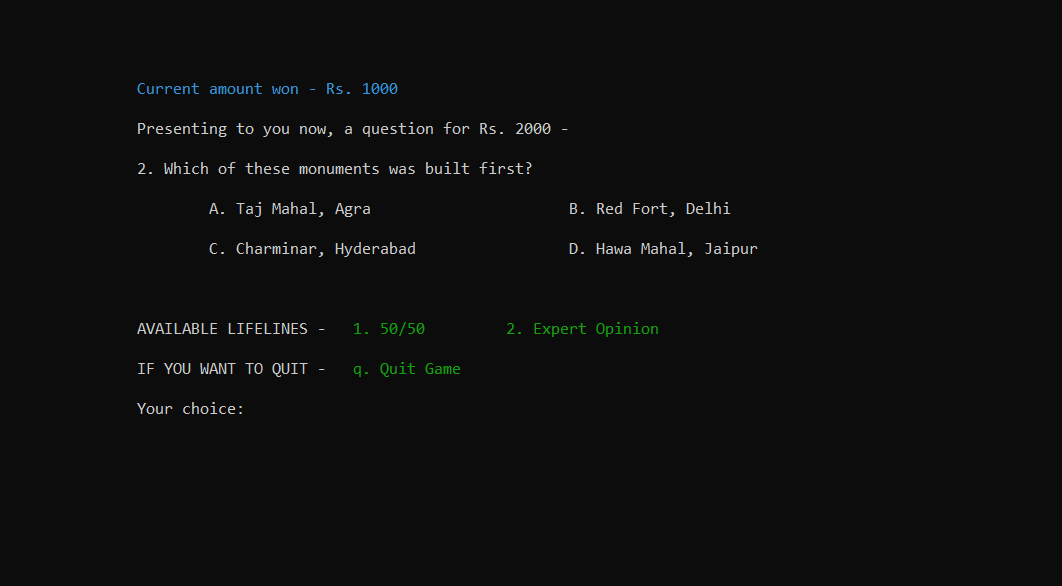 Current amount won - Rs. 1000
Presenting to you now, a question for Rs. 2000 -
2. Which of these monuments was built first?
A. Taj Mahal, Agra B. Red Fort, Delhi
C. Charminar, Hyderabad D. Hawa Mahal, Jaipur
AVAILABLE LIFELINES - 1. 50/50 2. Expert Opinion
IF YOU WANT TO QUIT - q. Quit Game
Your choice: